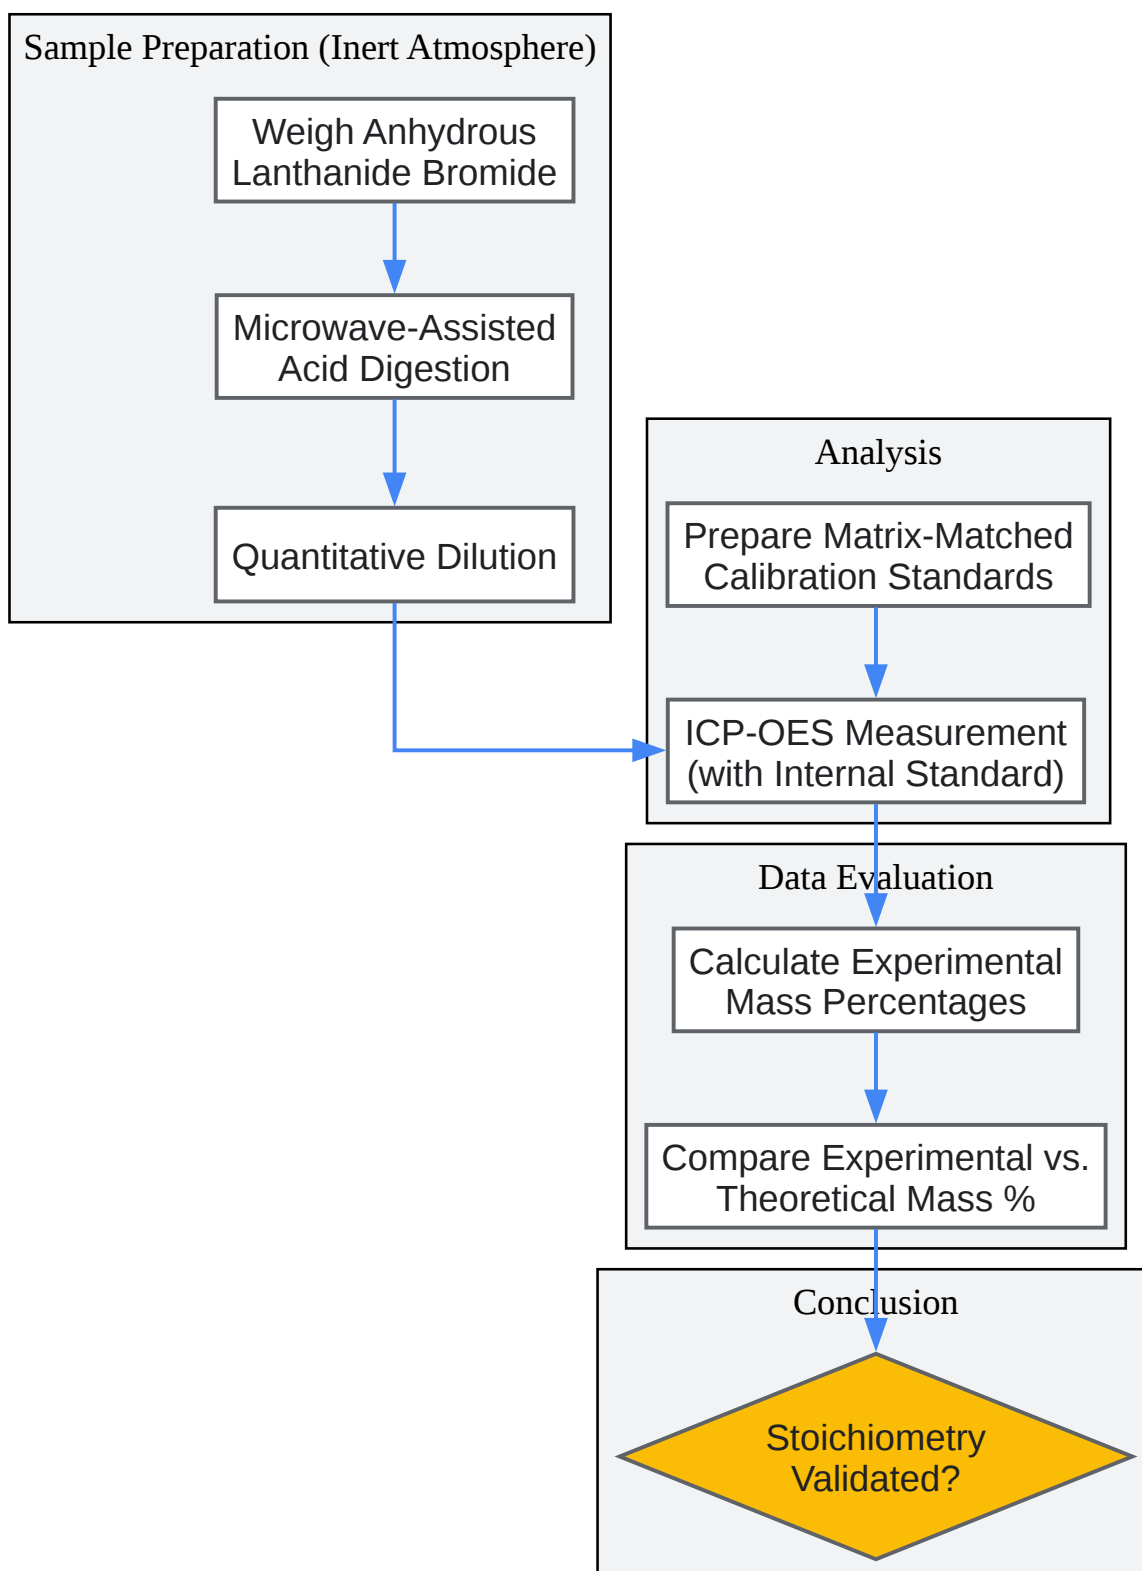 Sample Preparation (Inert Atmosphere)
Weigh Anhydrous
Lanthanide Bromide
Microwave-Assisted
Acid Digestion
Quantitative Dilution
Analysis
Prepare Matrix-Matched
Calibration Standards
ICP-OES Measurement
(with Internal Standard)
Data Evaluation
Calculate Experimental
Mass Percentages
Compare Experimental vs.
Theoretical Mass %
Conclusion
Stoichiometry
Validated?